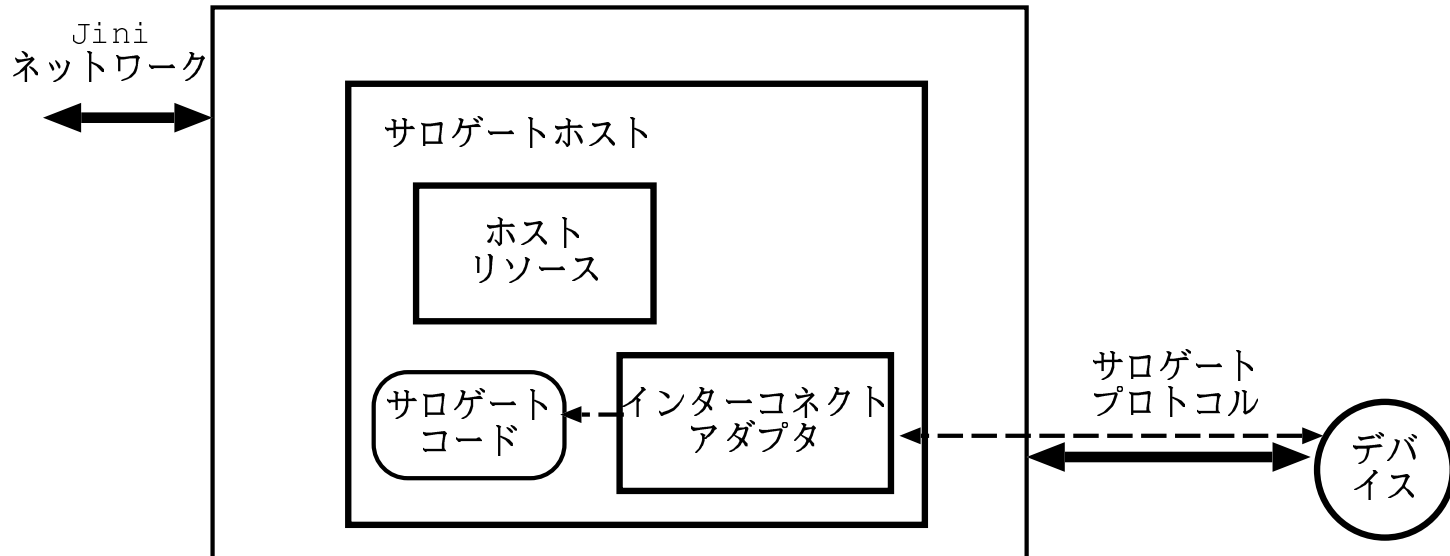 Jini
ネットワーク
サロゲートホスト
ホスト
リソース
サロゲート
コード
インターコネクト
アダプタ
サロゲート
プロトコル
デバ
イス